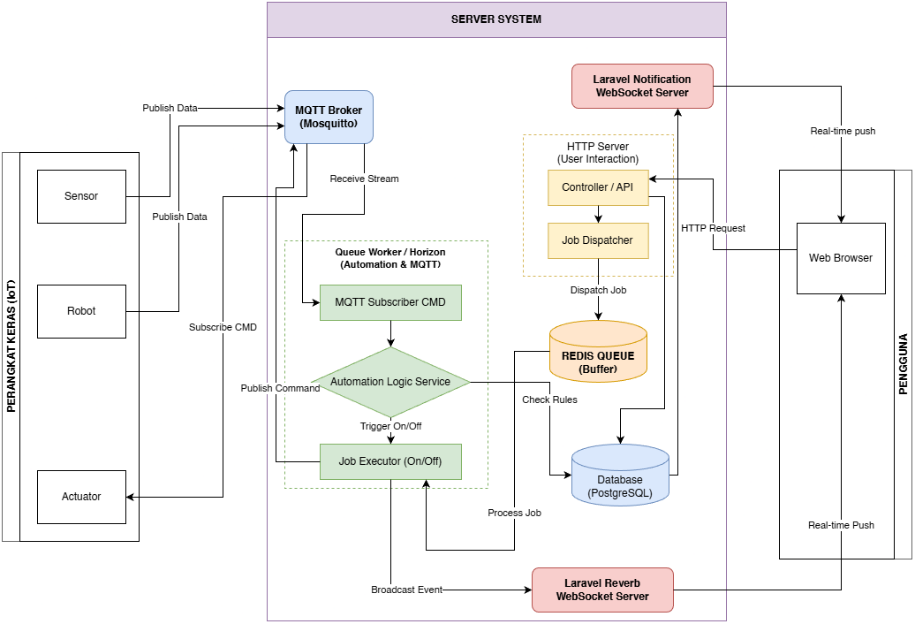 SERVER SYSTEM
Laravel Notification
WebSocket Server
Publish Data
MQTT Broker
(Mosquitto)
Real-time push
HTTP Server
(User Interaction)
Receive Stream
Controller / API
Sensor
Publish Data
HTTP Request
Job Dispatcher
Web Browser
Queue Worker / Horizon
(Automation & MQTT)
Dispatch Job
MQTT Subscriber CMD
Robot
Subscribe CMD
PERANGKAT KERAS (IoT)
PENGGUNA
REDIS QUEUE
(Buffer)
Automation Logic Service
Publish Command
Check Rules
Trigger On/Off
Job Executor (On/Off)
Database
(PostgreSQL)
Actuator
Process Job
Real-time Push
Broadcast Event
Laravel Reverb
WebSocket Server